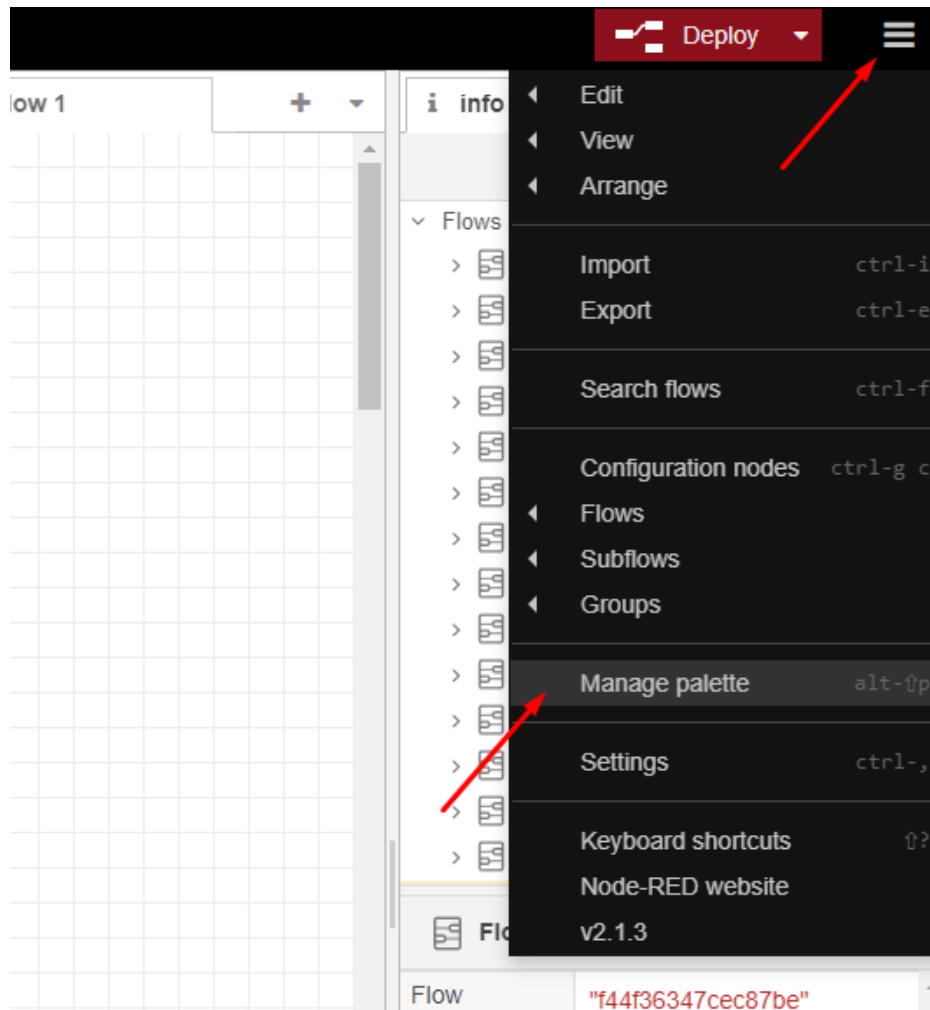 Deploy
low 1
i info
Edit
View
Arrange
Flows
Import ctrl-i
Export ctrl-e
Search flows ctrl-f
Configuration nodes ctrl-g c
Flows
Subflows
Groups
Manage palette alt-⇧p
Settings ctrl-,
Keyboard shortcuts ⇧?
Node-RED website
v2.1.3
Flo
Flow "f44f36347cec87be"